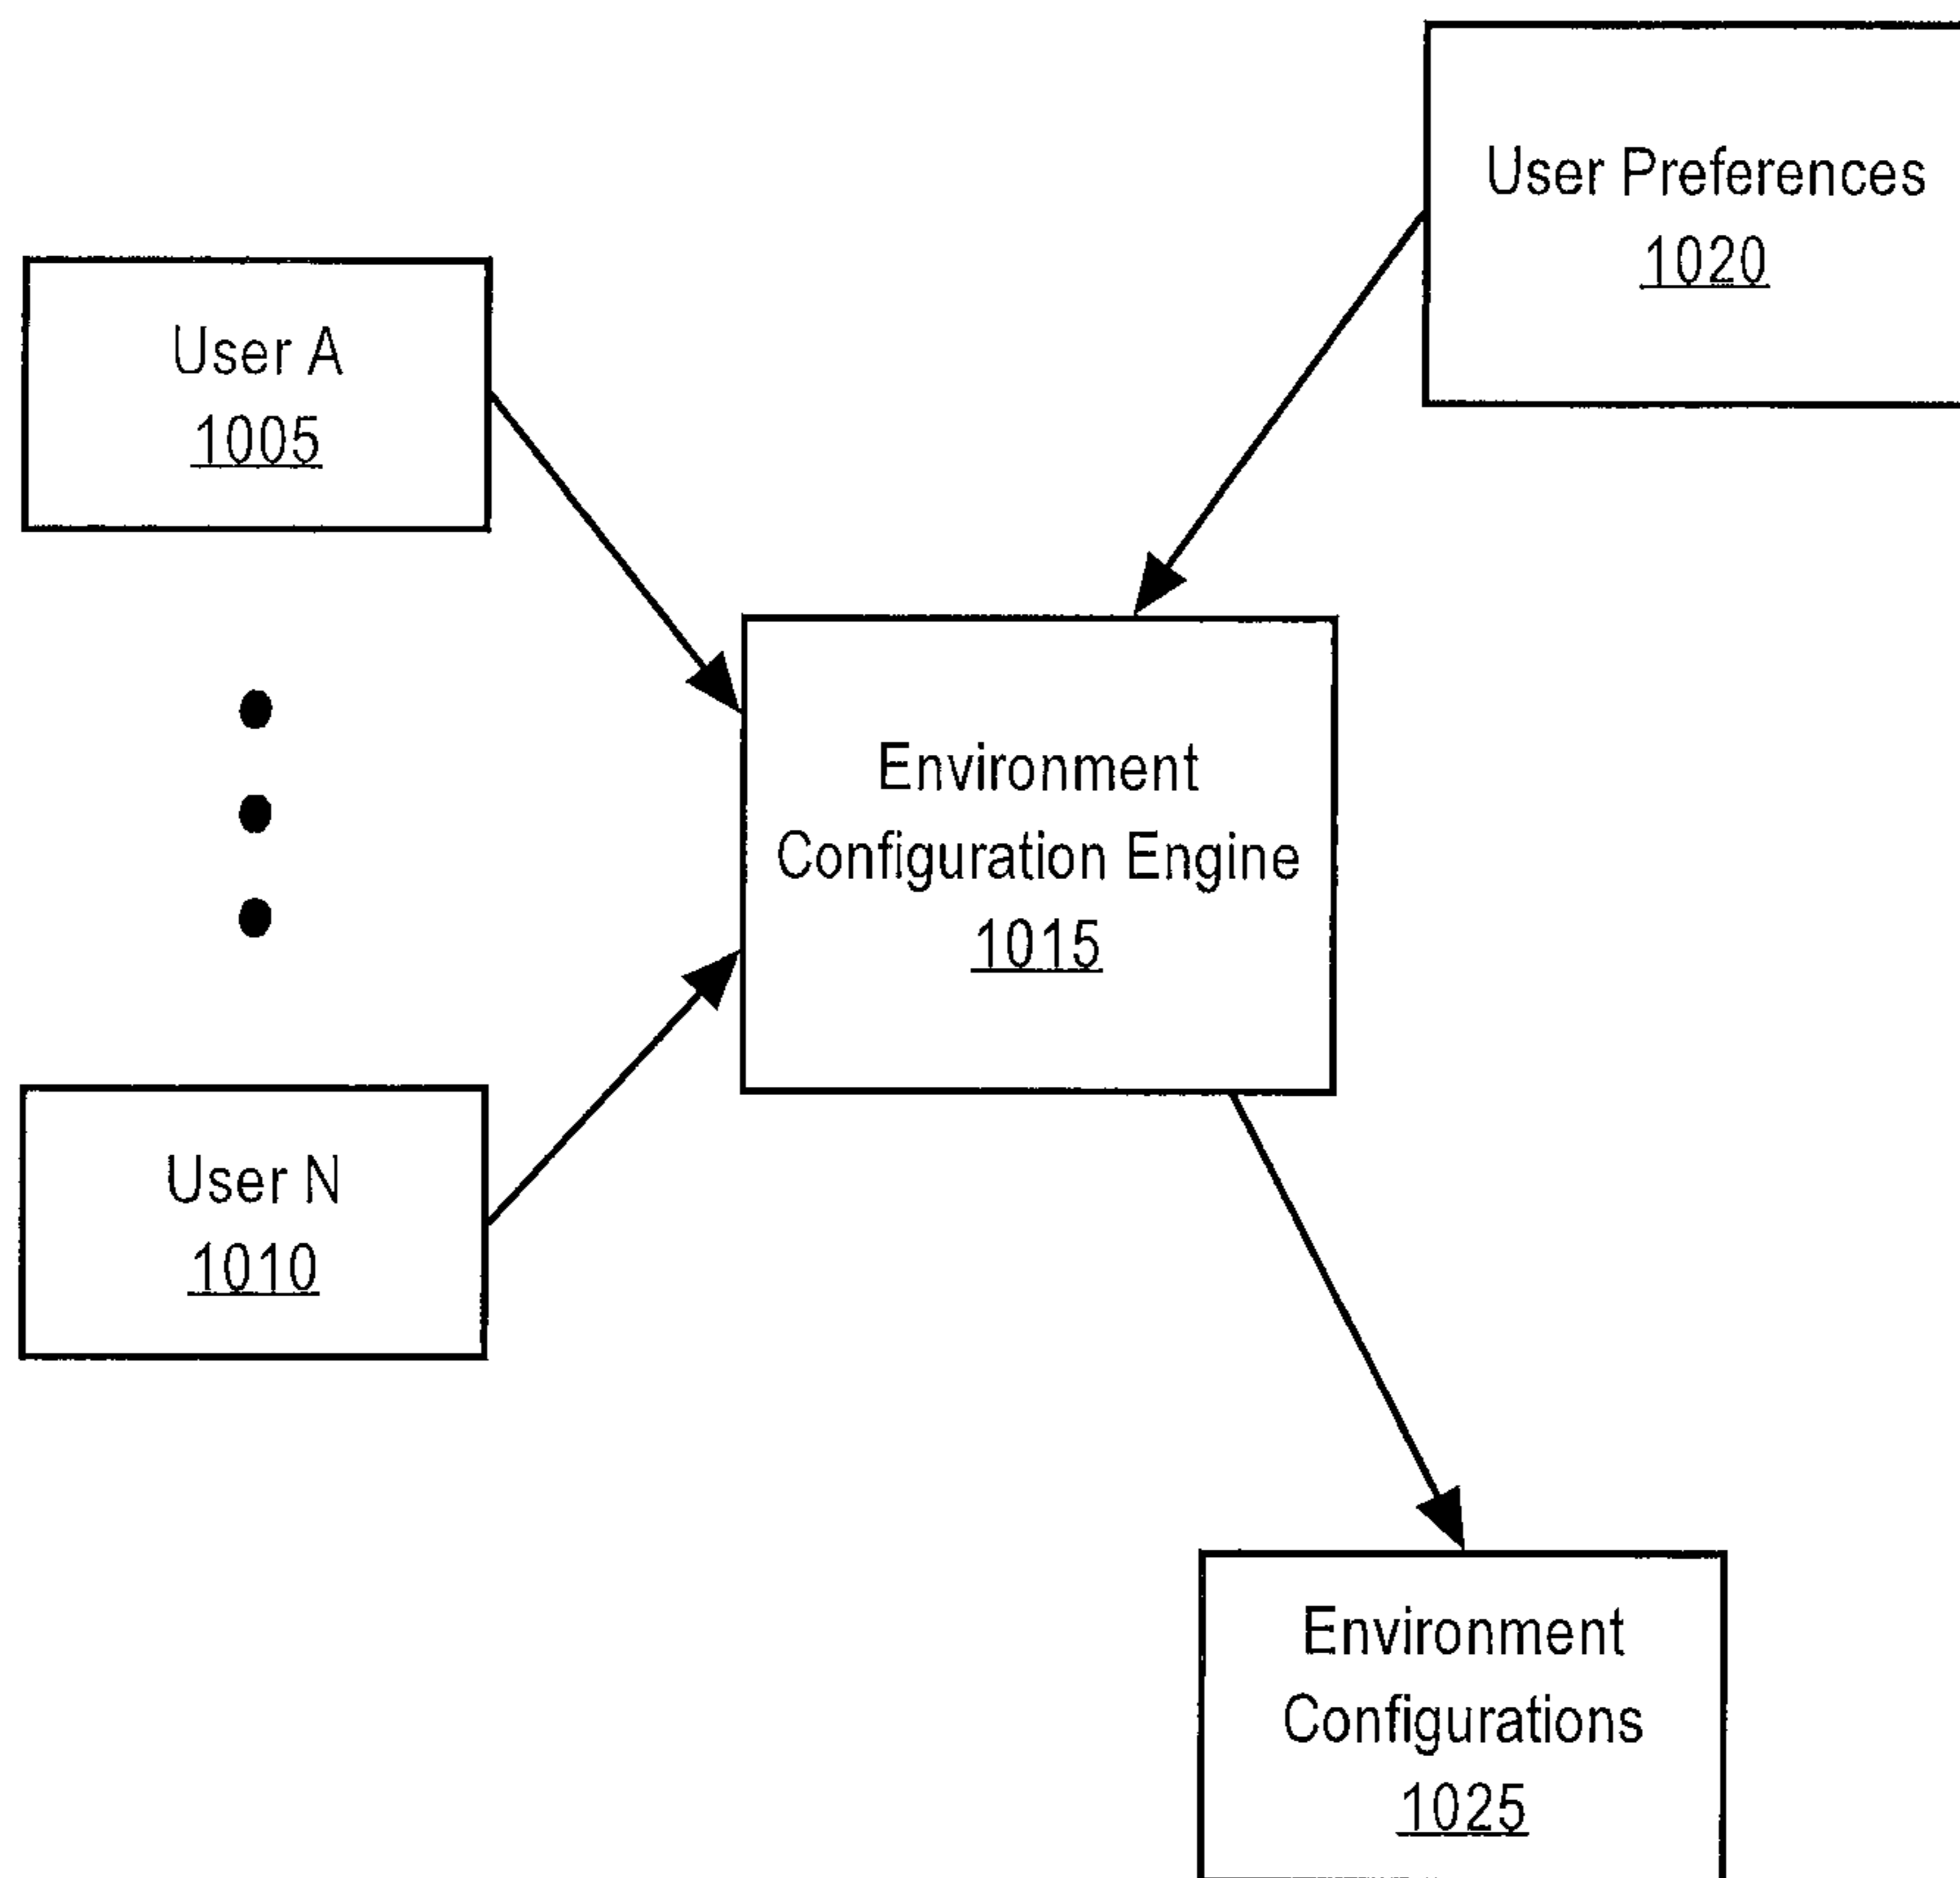 User Preferences
1020
User A
1005
Environment
Configuration Engine
1015
User N
1010
Environment
Configurations
1025